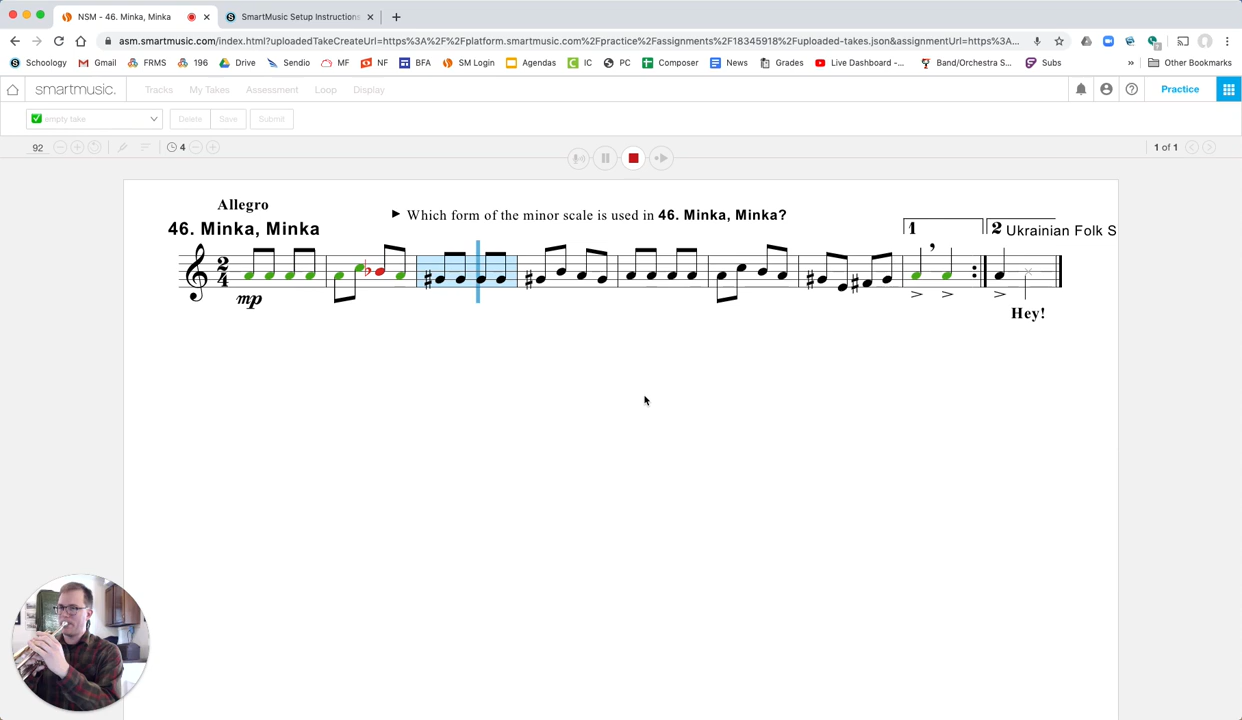 NSM - 46. Minka, Minka
SmartMusic Setup Instructions
asm.smartmusic.com/index.html?uploadedTakeCreateUrl=https%3A%2F%2Fplatform.smartmusic.com%2Fpractice%2Fassignments%2F18345918%2Fuploaded-takes.json&assignmentUrl=https%3A...
Schoology Gmail FRMS 196 Drive Sendio MF NF BFA SM Login Agendas IC PC Composer News Grades Live Dashboard -... Band/Orchestra S... Subs » Other Bookmarks
smartmusic. Tracks My Takes Assessment Loop Display Practice
empty take Delete Save Submit
92 4 1 of 1
Allegro
Which form of the minor scale is used in 46. Minka, Minka?
46. Minka, Minka
1 2 Ukrainian Folk S
2
4
mp
Hey!